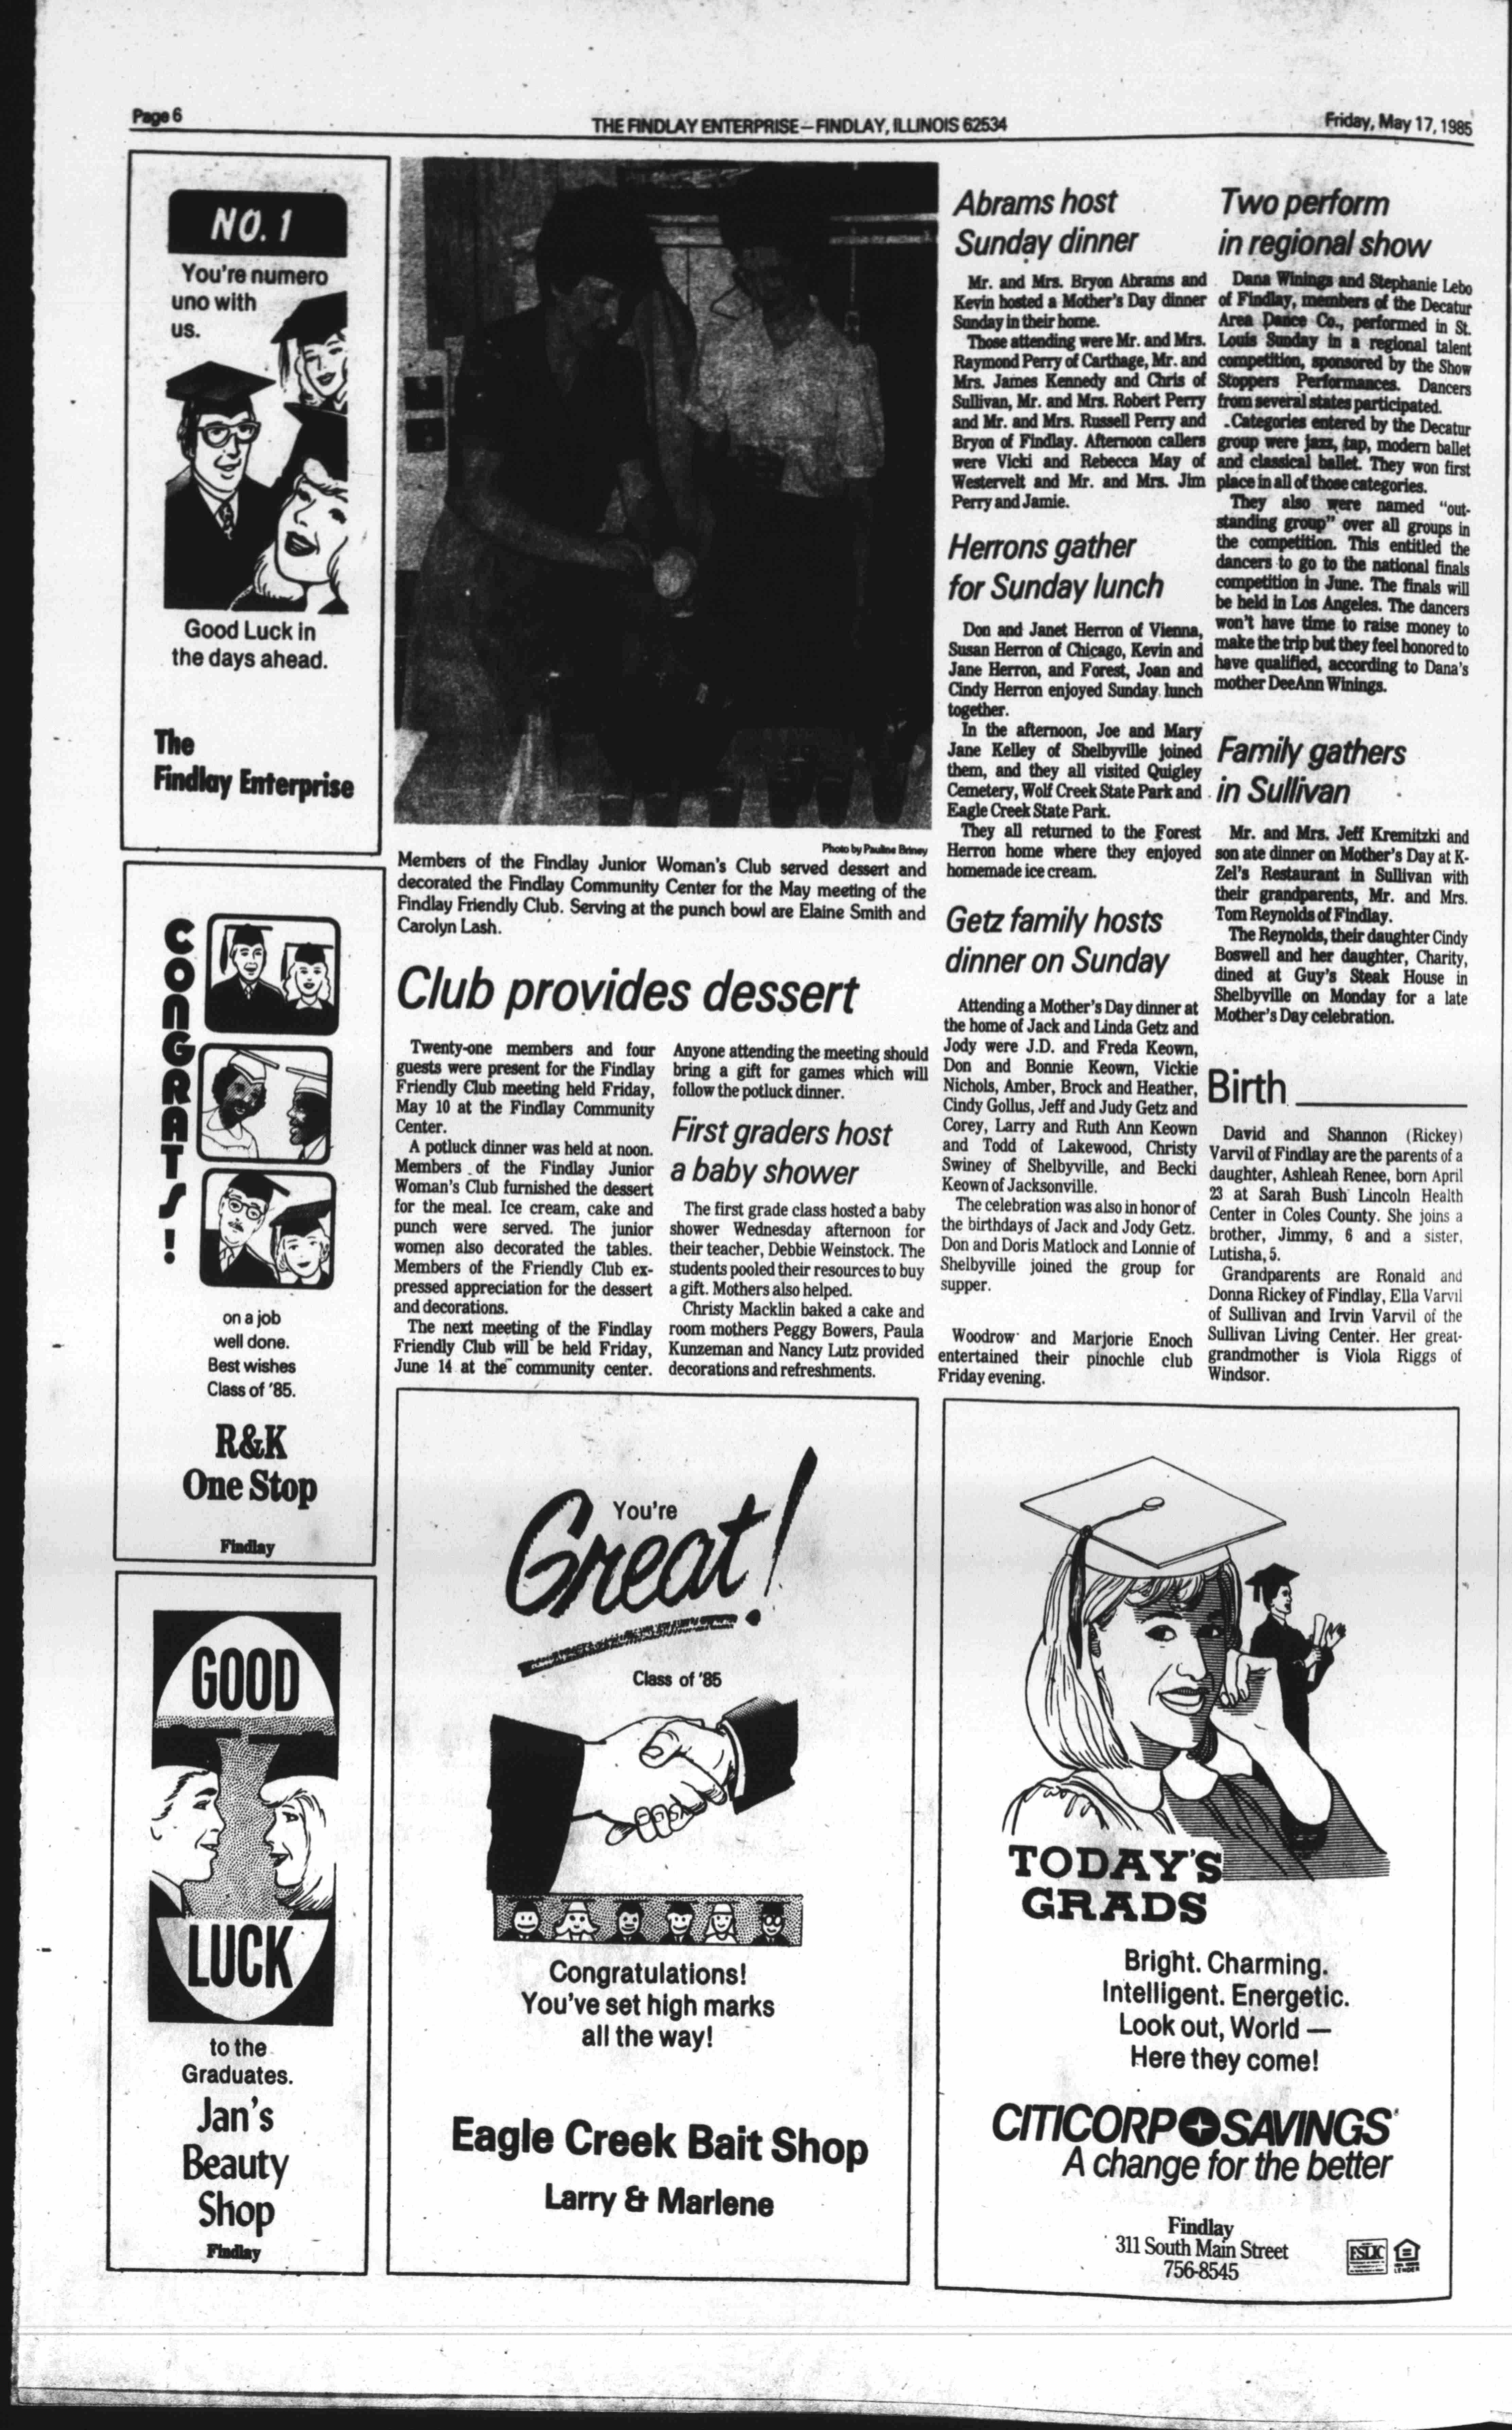 Page 6
THE FINDLAY ENTERPRISE—FINDLAY, ILLINOIS 62534
Friday, May 17, 1985
NO. 1
You're numero
uno with
us.
Good Luck in
the days ahead.
The
Findlay Enterprise
CONGRATS!
on a job
well done.
Best wishes
Class of '85.
R&K
One Stop
Findlay
GOOD
LUCK
to the
Graduates.
Jan's
Beauty
Shop
Findlay
Photo by Pauline Briney
Members of the Findlay Junior Woman's Club served dessert and
decorated the Findlay Community Center for the May meeting of the
Findlay Friendly Club. Serving at the punch bowl are Elaine Smith and
Carolyn Lash.
Club provides dessert
Twenty-one members and four
guests were present for the Findlay
Friendly Club meeting held Friday,
May 10 at the Findlay Community
Center.
A potluck dinner was held at noon.
Members of the Findlay Junior
Woman's Club furnished the dessert
for the meal. Ice cream, cake and
punch were served. The junior
women also decorated the tables.
Members of the Friendly Club ex-
pressed appreciation for the dessert
and decorations.
The next meeting of the Findlay
Friendly Club will be held Friday,
June 14 at the community center.
Anyone attending the meeting should
bring a gift for games which will
follow the potluck dinner.
First graders host
a baby shower
The first grade class hosted a baby
shower Wednesday afternoon for
their teacher, Debbie Weinstock. The
students pooled their resources to buy
a gift. Mothers also helped.
Christy Macklin baked a cake and
room mothers Peggy Bowers, Paula
Kunzeman and Nancy Lutz provided
decorations and refreshments.
Abrams host
Sunday dinner
Mr. and Mrs. Bryon Abrams and
Kevin hosted a Mother's Day dinner
Sunday in their home.
Those attending were Mr. and Mrs.
Raymond Perry of Carthage, Mr. and
Mrs. James Kennedy and Chris of
Sullivan, Mr. and Mrs. Robert Perry
and Mr. and Mrs. Russell Perry and
Bryon of Findlay. Afternoon callers
were Vicki and Rebecca May of
Westervelt and Mr. and Mrs. Jim
Perry and Jamie.
Herrons gather
for Sunday lunch
Don and Janet Herron of Vienna,
Susan Herron of Chicago, Kevin and
Jane Herron, and Forest, Joan and
Cindy Herron enjoyed Sunday lunch
together.
In the afternoon, Joe and Mary
Jane Kelley of Shelbyville joined
them, and they all visited Quigley
Cemetery, Wolf Creek State Park and
Eagle Creek State Park.
They all returned to the Forest
Herron home where they enjoyed
homemade ice cream.
Getz family hosts
dinner on Sunday
Attending a Mother's Day dinner at
the home of Jack and Linda Getz and
Jody were J.D. and Freda Keown,
Don and Bonnie Keown, Vickie
Nichols, Amber, Brock and Heather,
Cindy Gollus, Jeff and Judy Getz and
Corey, Larry and Ruth Ann Keown
and Todd of Lakewood, Christy
Swiney of Shelbyville, and Becki
Keown of Jacksonville.
The celebration was also in honor of
the birthdays of Jack and Jody Getz.
Don and Doris Matlock and Lonnie of
Shelbyville joined the group for
supper.
Woodrow and Marjorie Enoch
entertained their pinochle club
Friday evening.
Two perform
in regional show
Dana Winings and Stephanie Lebo
of Findlay, members of the Decatur
Area Dance Co., performed in St.
Louis Sunday in a regional talent
competition, sponsored by the Show
Stoppers Performances. Dancers
from several states participated.
Categories entered by the Decatur
group were jazz, tap, modern ballet
and classical ballet. They won first
place in all of those categories.
They also were named "out-
standing group" over all groups in
the competition. This entitled the
dancers to go to the national finals
competition in June. The finals will
be held in Los Angeles. The dancers
won't have time to raise money to
make the trip but they feel honored to
have qualified, according to Dana's
mother DeeAnn Winings.
Family gathers
in Sullivan
Mr. and Mrs. Jeff Kremitzki and
son ate dinner on Mother's Day at K-
Zel's Restaurant in Sullivan with
their grandparents, Mr. and Mrs.
Tom Reynolds of Findlay.
The Reynolds, their daughter Cindy
Boswell and her daughter, Charity,
dined at Guy's Steak House in
Shelbyville on Monday for a late
Mother's Day celebration.
Birth
David and Shannon (Rickey)
Varvil of Findlay are the parents of a
daughter, Ashleah Renee, born April
23 at Sarah Bush Lincoln Health
Center in Coles County. She joins a
brother, Jimmy, 6 and a sister,
Lutisha, 5.
Grandparents are Ronald and
Donna Rickey of Findlay, Ella Varvil
of Sullivan and Irvin Varvil of the
Sullivan Living Center. Her great-
grandmother is Viola Riggs of
Windsor.
You're
Great!
Class of '85
Congratulations!
You've set high marks
all the way!
Eagle Creek Bait Shop
Larry & Marlene
TODAY'S
GRADS
Bright. Charming.
Intelligent. Energetic.
Look out, World —
Here they come!
CITICORP SAVINGS
A change for the better
Findlay
311 South Main Street
756-8545
FSLIC
LENDER